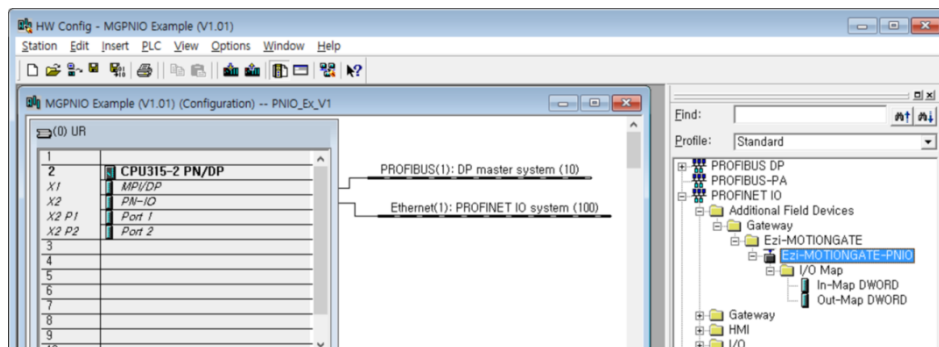 HW Config - MGPNIO Example (V1.01)
Station Edit Insert PLC View Options Window Help
MGPNIO Example (V1.01) (Configuration) -- PNIO_Ex_V1
(0) UR
1
2 CPU315-2 PN/DP
X1 MPI/DP
X2 PN-IO
X2 P1 Port 1
X2 P2 Port 2
3
4
5
6
7
8
9
PROFIBUS(1): DP master system (10)
Ethernet(1): PROFINET IO system (100)
Find:
Profile: Standard
PROFIBUS DP
PROFIBUS-PA
PROFINET IO
Additional Field Devices
Gateway
Ezi-MOTIONGATE
Ezi-MOTIONGATE-PNIO
I/O Map
In-Map DWORD
Out-Map DWORD
Gateway
HMI
I/O